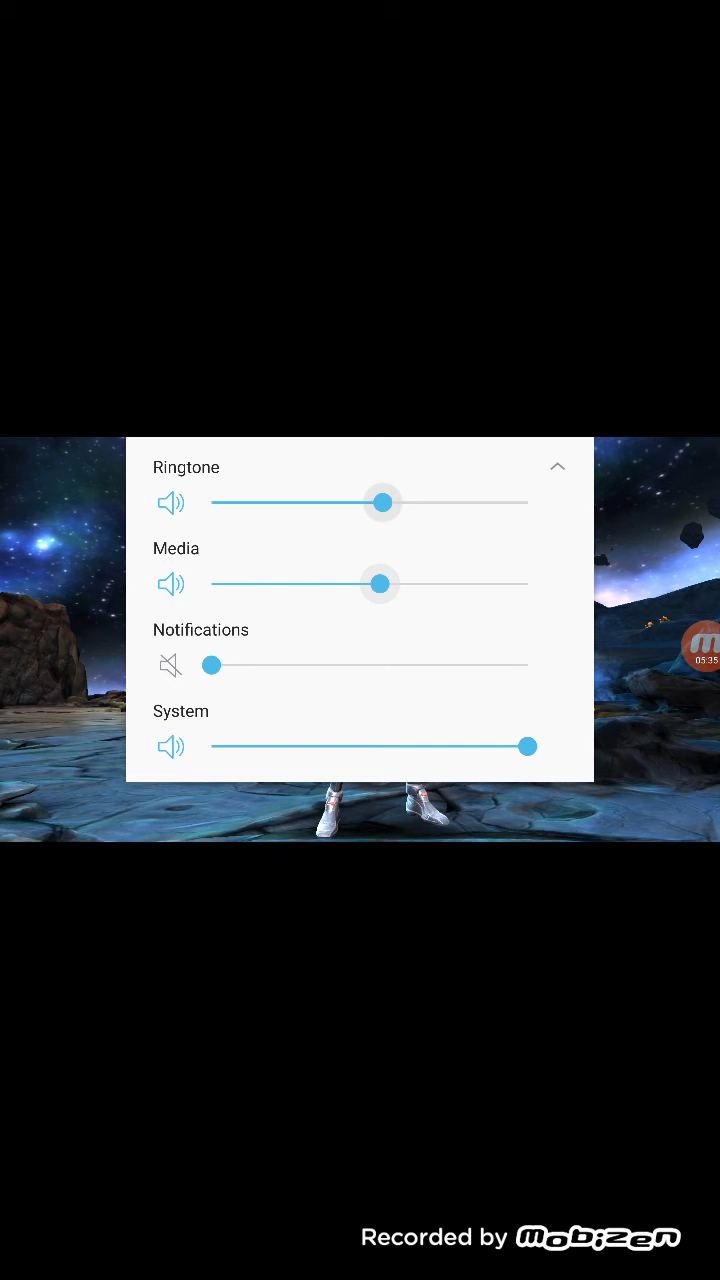 Ringtone
Media
Notifications
05:35
System
Recorded by mobizen